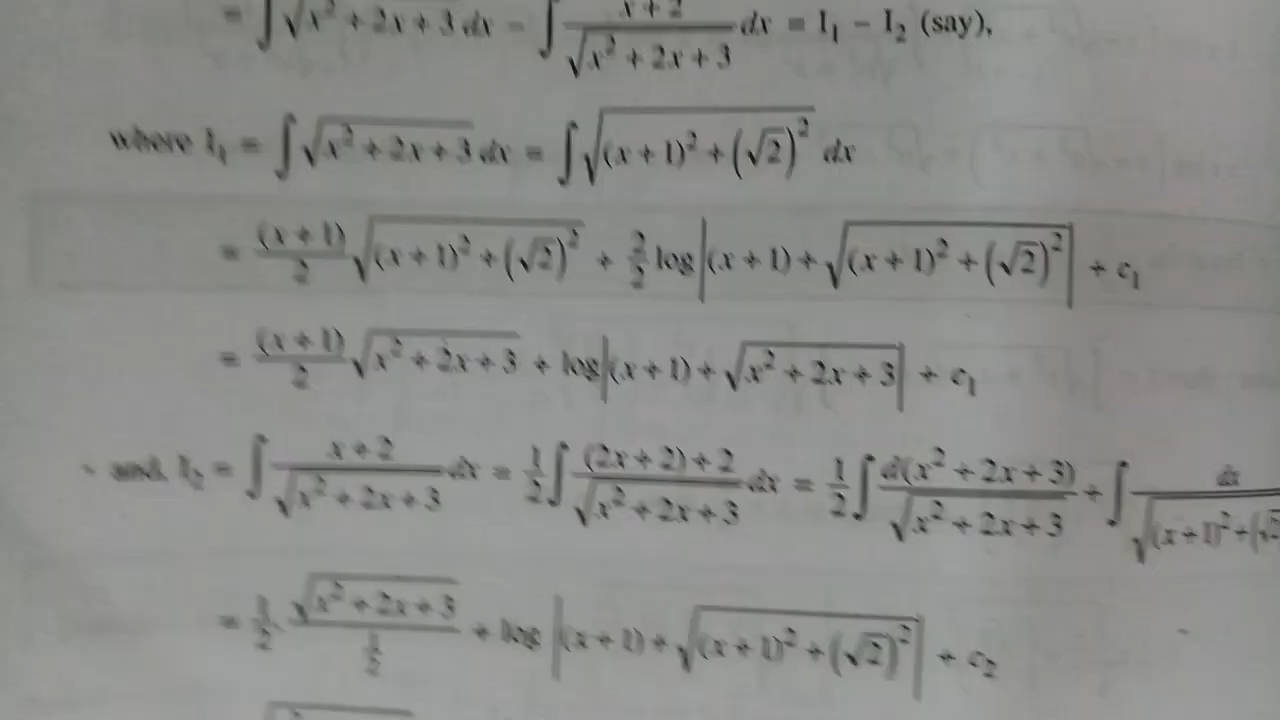 = ∫ √(x² + 2x + 3) dx − ∫ (x + 2)/√(x² + 2x + 3) dx = I₁ − I₂ (say),
where I₁ = ∫ √(x² + 2x + 3) dx = ∫ √((x + 1)² + (√2)²) dx
= (x + 1)/2 √((x + 1)² + (√2)²) + 2/2 log|(x + 1) + √((x + 1)² + (√2)²)| + c₁
= (x + 1)/2 √(x² + 2x + 3) + log|(x + 1) + √(x² + 2x + 3)| + c₁
and I₂ = ∫ (x + 2)/√(x² + 2x + 3) dx = 1/2 ∫ ((2x + 2) + 2)/√(x² + 2x + 3) dx = 1/2 ∫ d(x² + 2x + 3)/√(x² + 2x + 3) + ∫ dx/√((x + 1)² + (√2
= 1/2 . √(x² + 2x + 3)/(1/2) + log |(x + 1) + √((x + 1)² + (√2)²)| + c₂